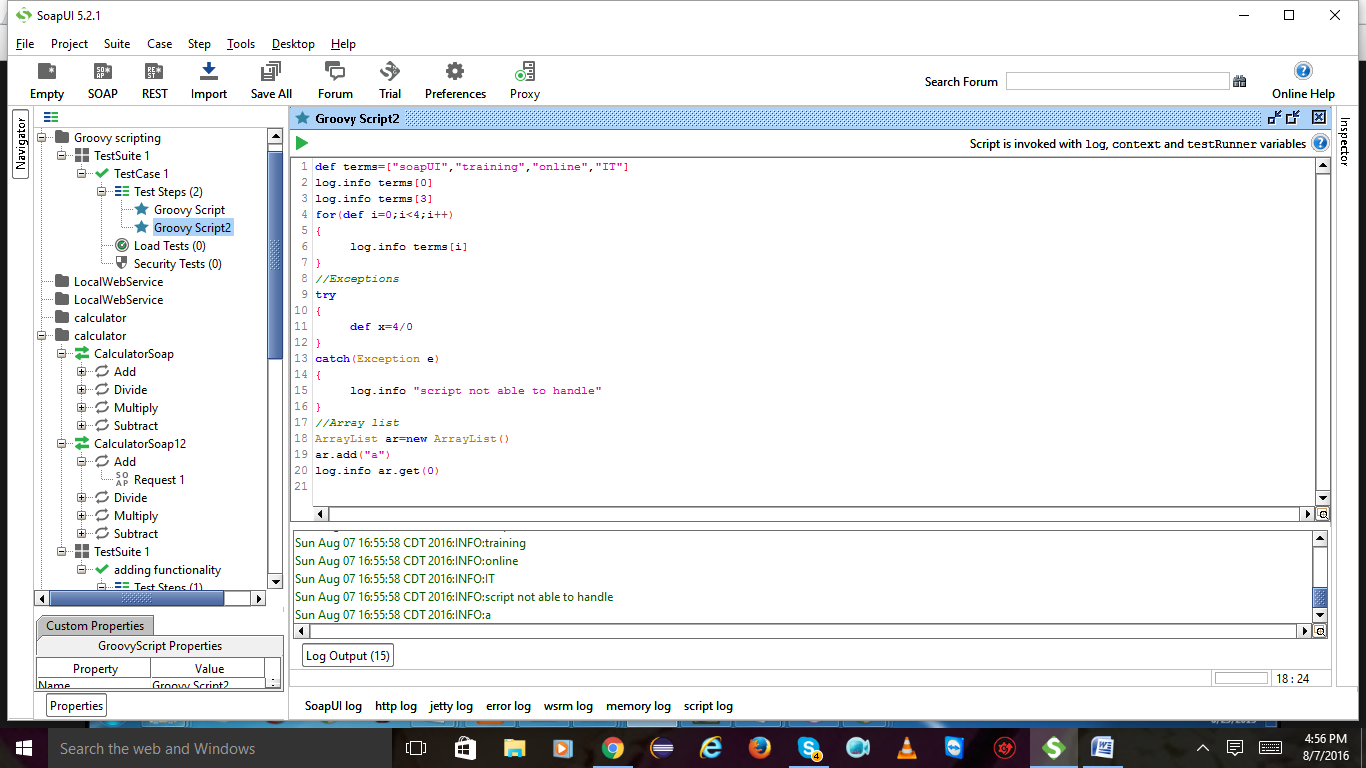 SoapUI 5.2.1
File Project Suite Case Step Tools Desktop Help
Empty SOAP REST Import Save All Forum Trial Preferences Proxy
Search Forum
Online Help
Navigator
Groovy scripting
TestSuite 1
TestCase 1
Test Steps (2)
Groovy Script
Groovy Script2
Load Tests (0)
Security Tests (0)
LocalWebService
LocalWebService
calculator
calculator
CalculatorSoap
Add
Divide
Multiply
Subtract
CalculatorSoap12
Add
Request 1
Divide
Multiply
Subtract
TestSuite 1
adding functionality
Test Steps (1)
Custom Properties
GroovyScript Properties
Property Value
Name Groovy Script2
Properties
Groovy Script2
Script is invoked with log, context and testRunner variables
1 def terms=["soapUI","training","online","IT"]
2 log.info terms[0]
3 log.info terms[3]
4 for(def i=0;i<4;i++)
5 {
6 log.info terms[i]
7 }
8 //Exceptions
9 try
10 {
11 def x=4/0
12 }
13 catch(Exception e)
14 {
15 log.info "script not able to handle"
16 }
17 //Array list
18 ArrayList ar=new ArrayList()
19 ar.add("a")
20 log.info ar.get(0)
21
Sun Aug 07 16:55:58 CDT 2016:INFO:training
Sun Aug 07 16:55:58 CDT 2016:INFO:online
Sun Aug 07 16:55:58 CDT 2016:INFO:IT
Sun Aug 07 16:55:58 CDT 2016:INFO:script not able to handle
Sun Aug 07 16:55:58 CDT 2016:INFO:a
Log Output (15)
18 : 24
SoapUI log http log jetty log error log wsrm log memory log script log
Inspector
Search the web and Windows
4
4:56 PM
8/7/2016